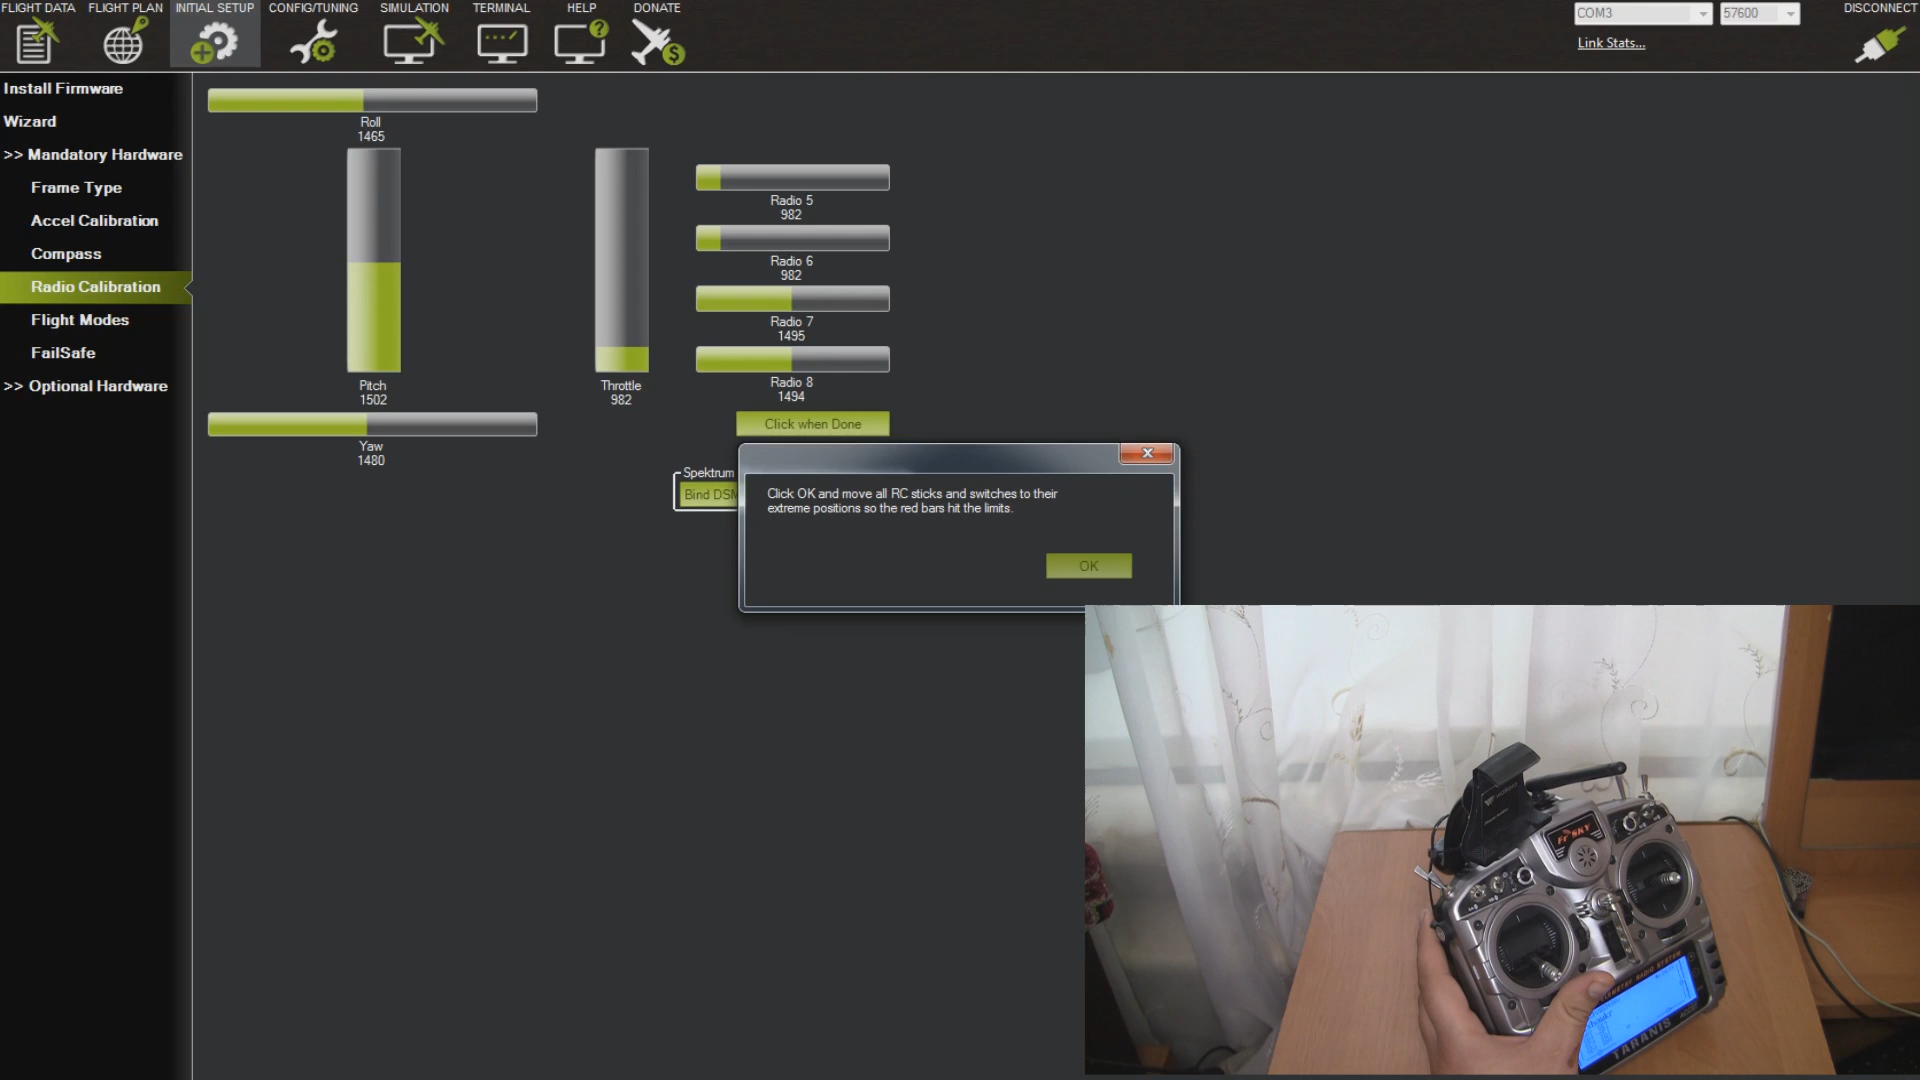 FLIGHT DATA
FLIGHT PLAN
INITIAL SETUP
CONFIG/TUNING
SIMULATION
TERMINAL
HELP
DONATE
COM3
57600
DISCONNECT
Link Stats...
Install Firmware
Wizard
>> Mandatory Hardware
Frame Type
Accel Calibration
Compass
Radio Calibration
Flight Modes
FailSafe
>> Optional Hardware
Roll
1465
Pitch
1502
Throttle
982
Yaw
1480
Radio 5
982
Radio 6
982
Radio 7
1495
Radio 8
1494
Click when Done
Spektrum
Bind DSM
Click OK and move all RC sticks and switches to their
extreme positions so the red bars hit the limits.
OK
FrSKY
TARANIS